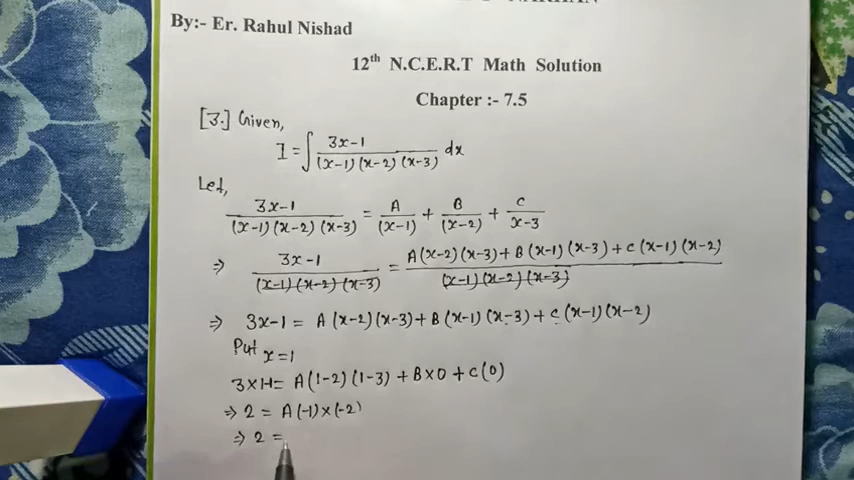 By:- Er. Rahul Nishad
12th N.C.E.R.T Math Solution
Chapter :- 7.5
[3.] Given,
I = ∫ (3x-1)/((x-1)(x-2)(x-3)) dx
Let,
(3x-1)/((x-1)(x-2)(x-3)) = A/(x-1) + B/(x-2) + C/(x-3)
⇒ (3x-1)/((x-1)(x-2)(x-3)) = (A(x-2)(x-3)+B(x-1)(x-3)+C(x-1)(x-2))/((x-1)(x-2)(x-3))
⇒ 3x-1 = A(x-2)(x-3)+B(x-1)(x-3)+C(x-1)(x-2)
Put x=1
3×1-1= A(1-2)(1-3)+B×0+C(0)
⇒ 2 = A(-1)×(-2)
⇒ 2 =